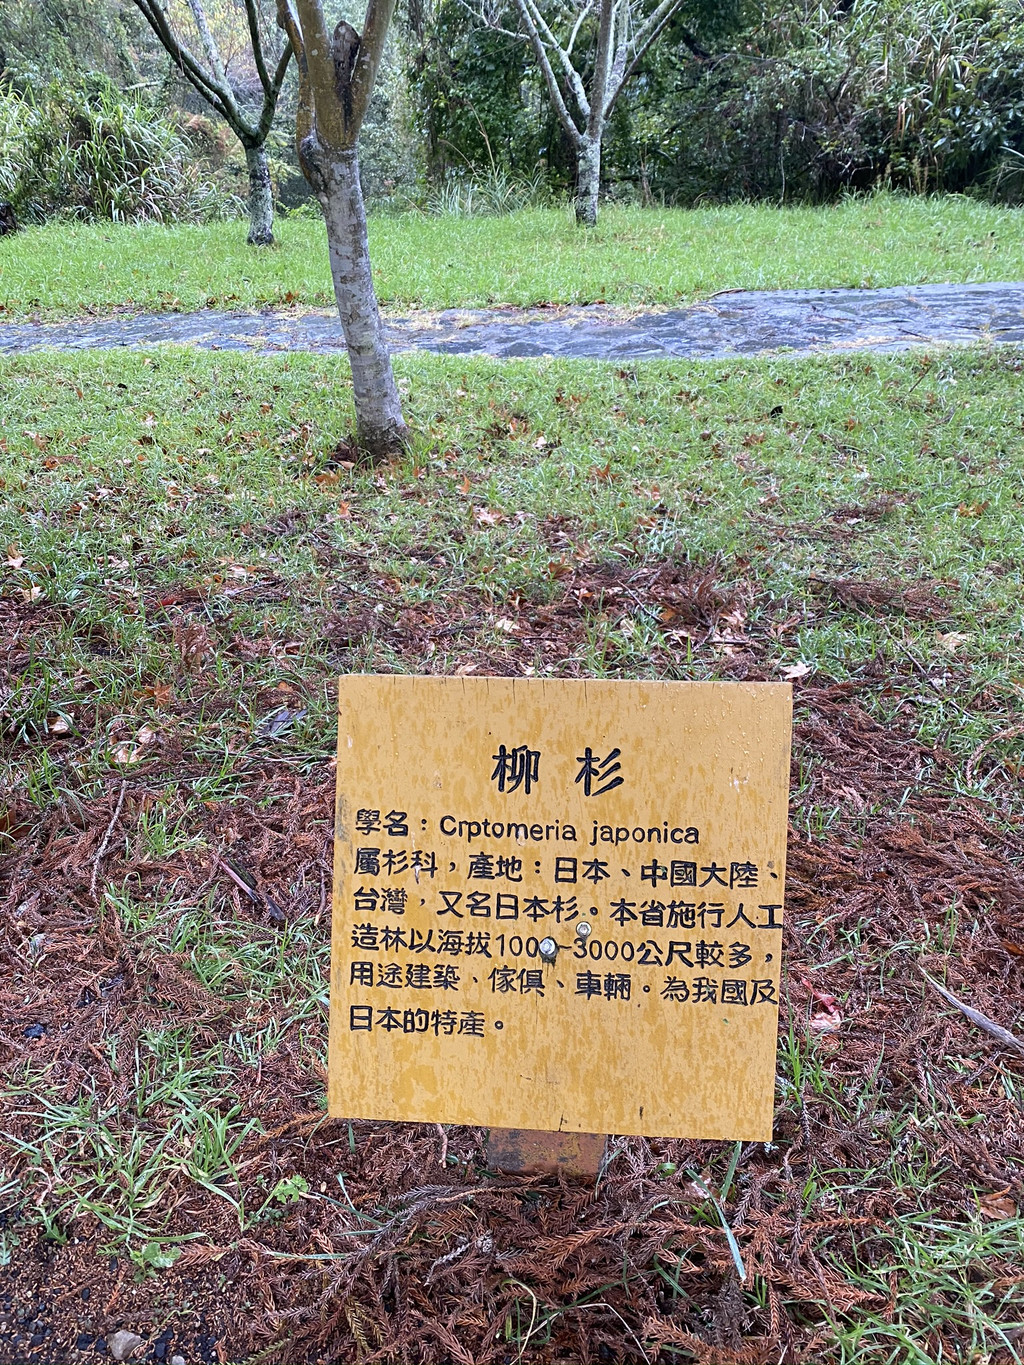 柳杉
學名：Crptomeria japonica
屬杉科，產地：日本、中國大陸、
台灣，又名日本杉。本省施行人工
造林以海拔1000~3000公尺較多，
用途建築、傢俱、車輛。為我國及
日本的特產。